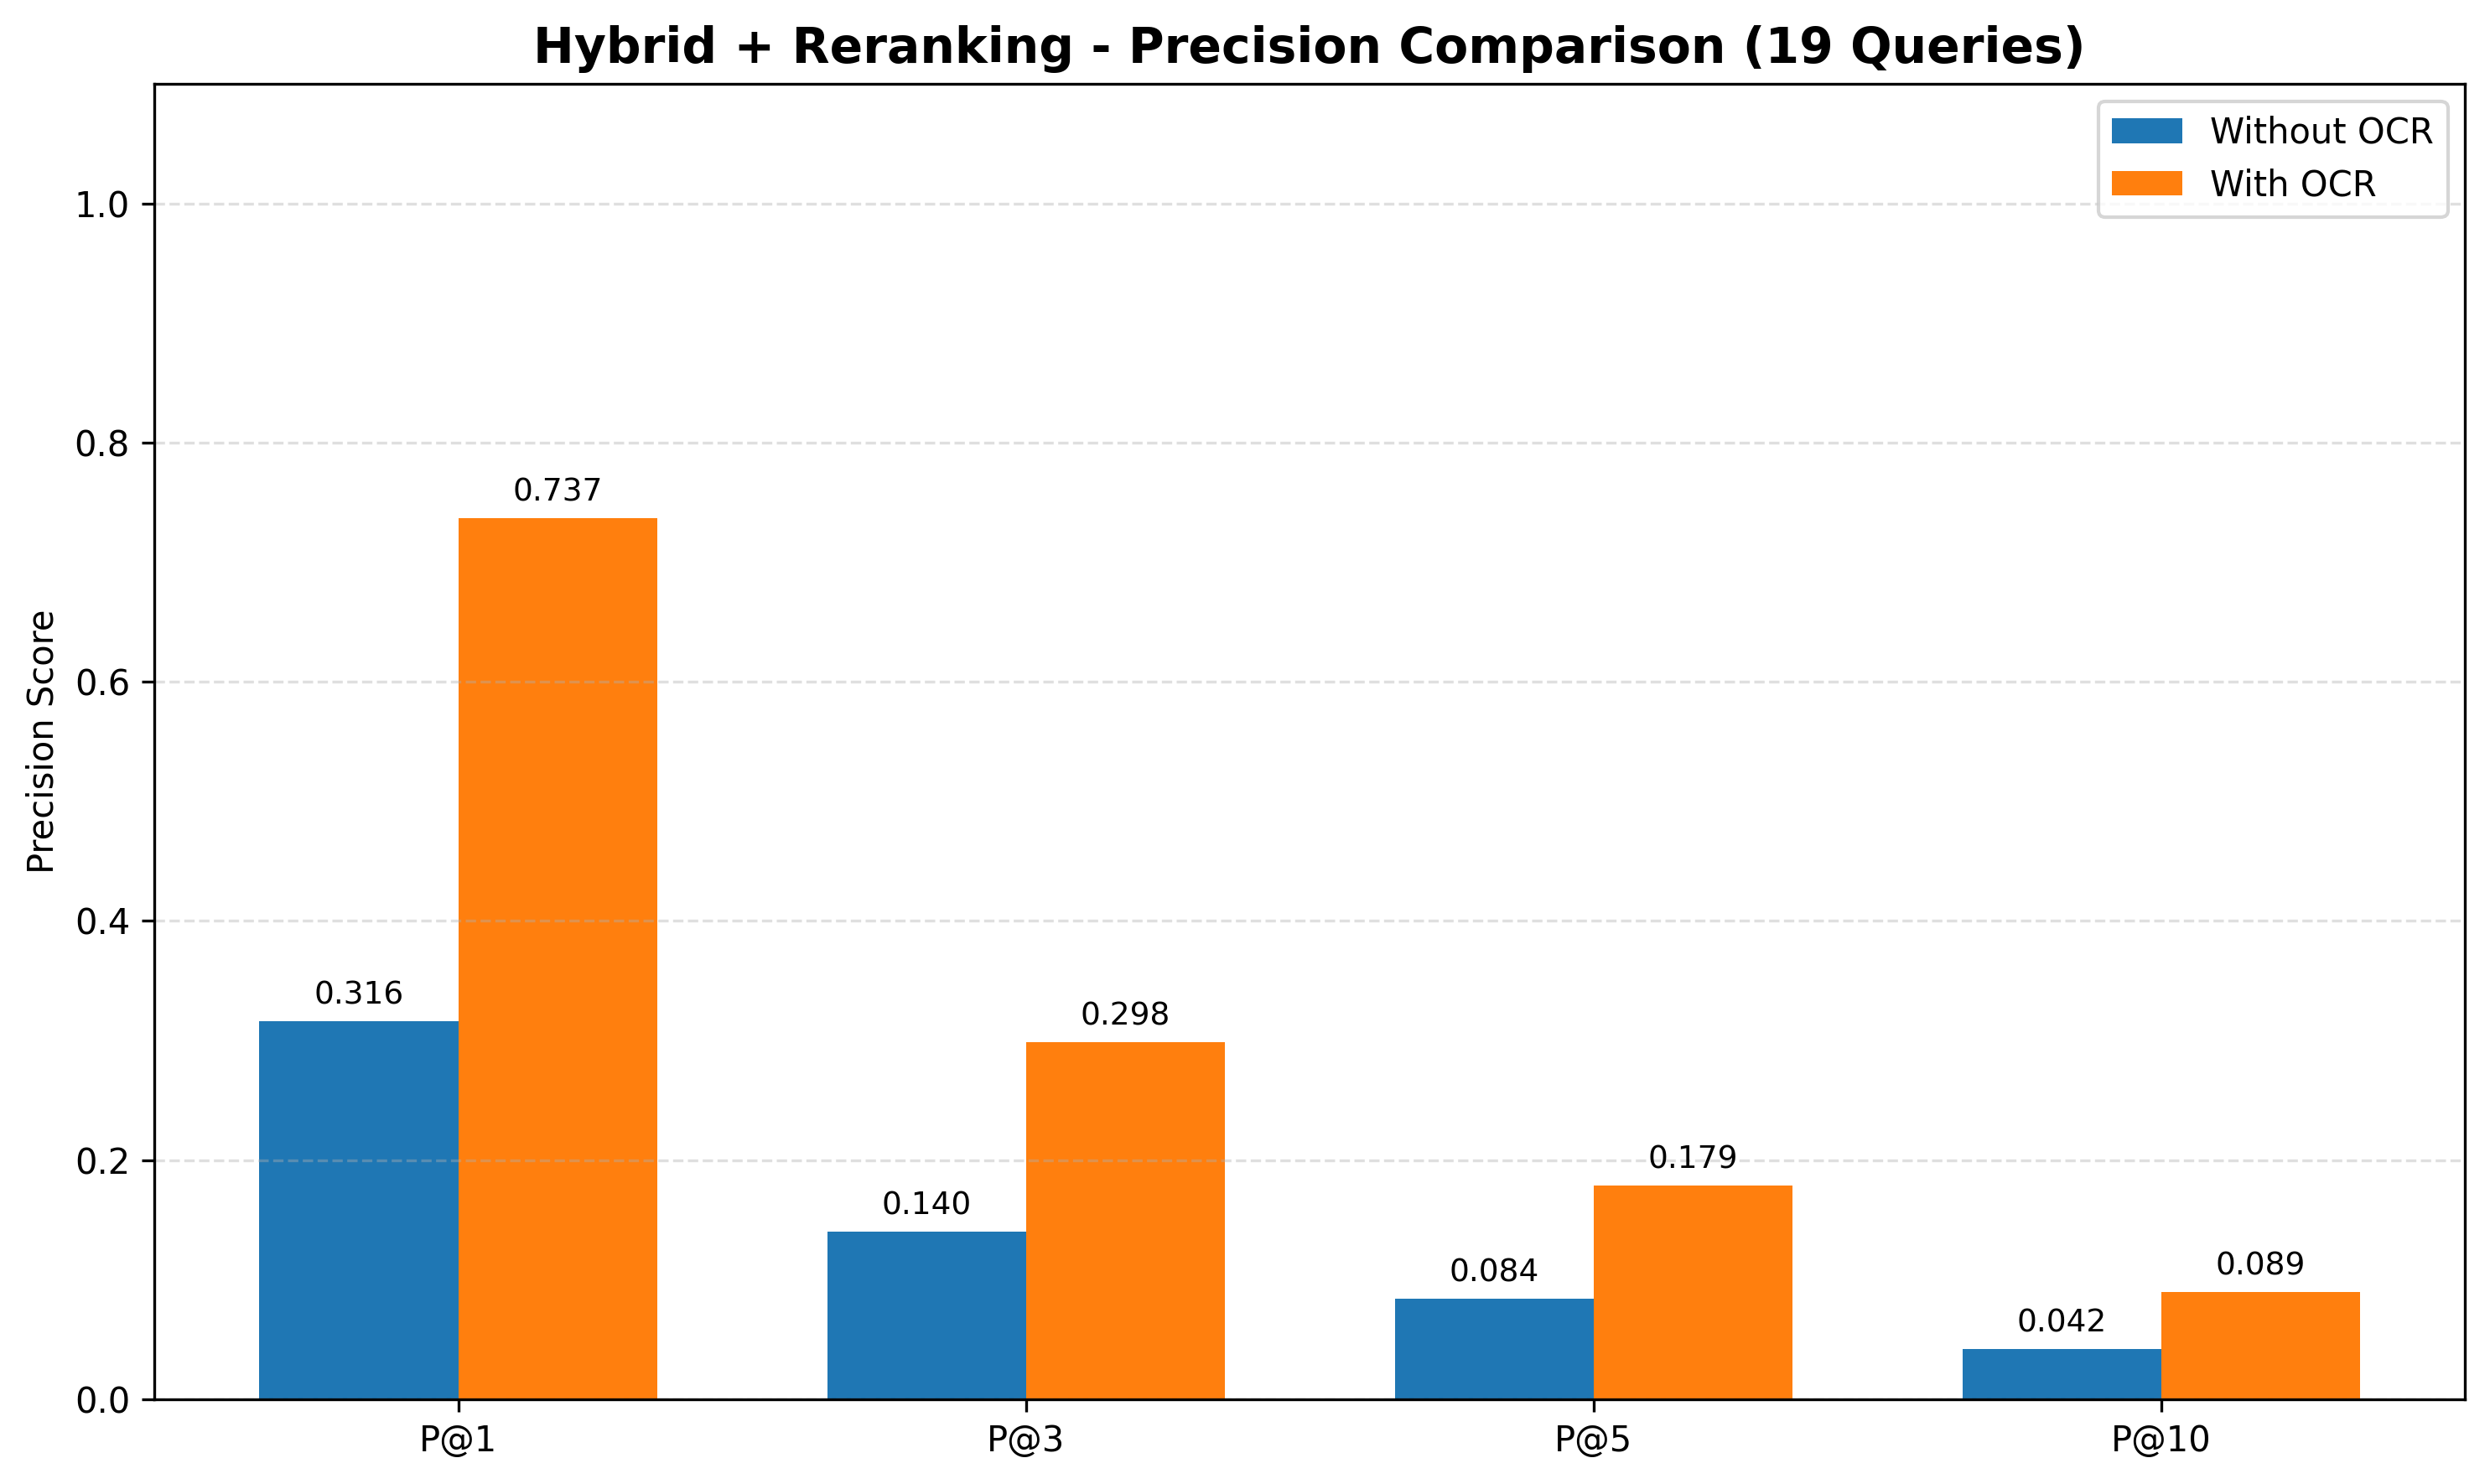 Hybrid + Reranking - Precision Comparison (19 Queries)
Without OCR
With OCR
Precision Score
1.0
0.8
0.6
0.4
0.2
0.0
0.316
0.737
0.140
0.298
0.084
0.179
0.042
0.089
P@1
P@3
P@5
P@10